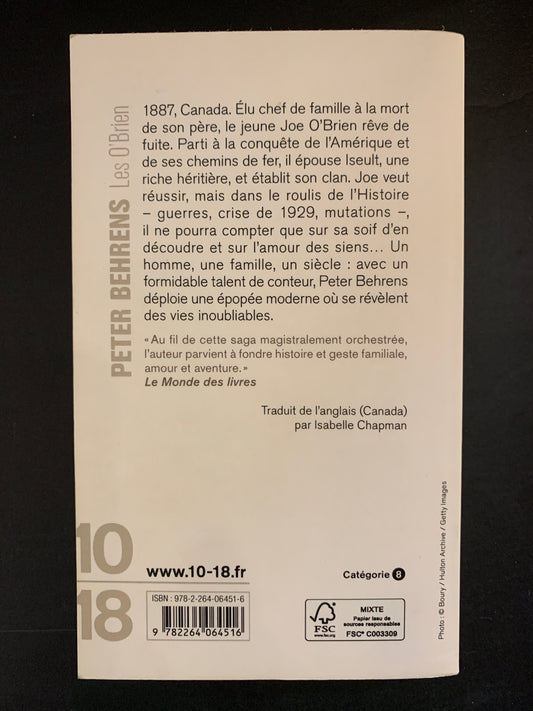 PETER BEHRENS Les O'Brien
1887, Canada. Élu chef de famille à la mort
de son père, le jeune Joe O'Brien rêve de
fuite. Parti à la conquête de l'Amérique et
de ses chemins de fer, il épouse Iseult, une
riche héritière, et établit son clan. Joe veut
réussir, mais dans le roulis de l'Histoire
– guerres, crise de 1929, mutations –,
il ne pourra compter que sur sa soif d'en
découdre et sur l'amour des siens... Un
homme, une famille, un siècle : avec un
formidable talent de conteur, Peter Behrens
déploie une épopée moderne où se révèlent
des vies inoubliables.
« Au fil de cette saga magistralement orchestrée,
l'auteur parvient à fondre histoire et geste familiale,
amour et aventure. »
Le Monde des livres
Traduit de l'anglais (Canada)
par Isabelle Chapman
10
18
www.10-18.fr
Catégorie 8
ISBN : 978-2-264-06451-6
9 782264 064516
FSC
www.fsc.org
MIXTE
Papier issu de
sources responsables
FSC® C003309
Photo : © Boury / Hulton Archive / Getty Images